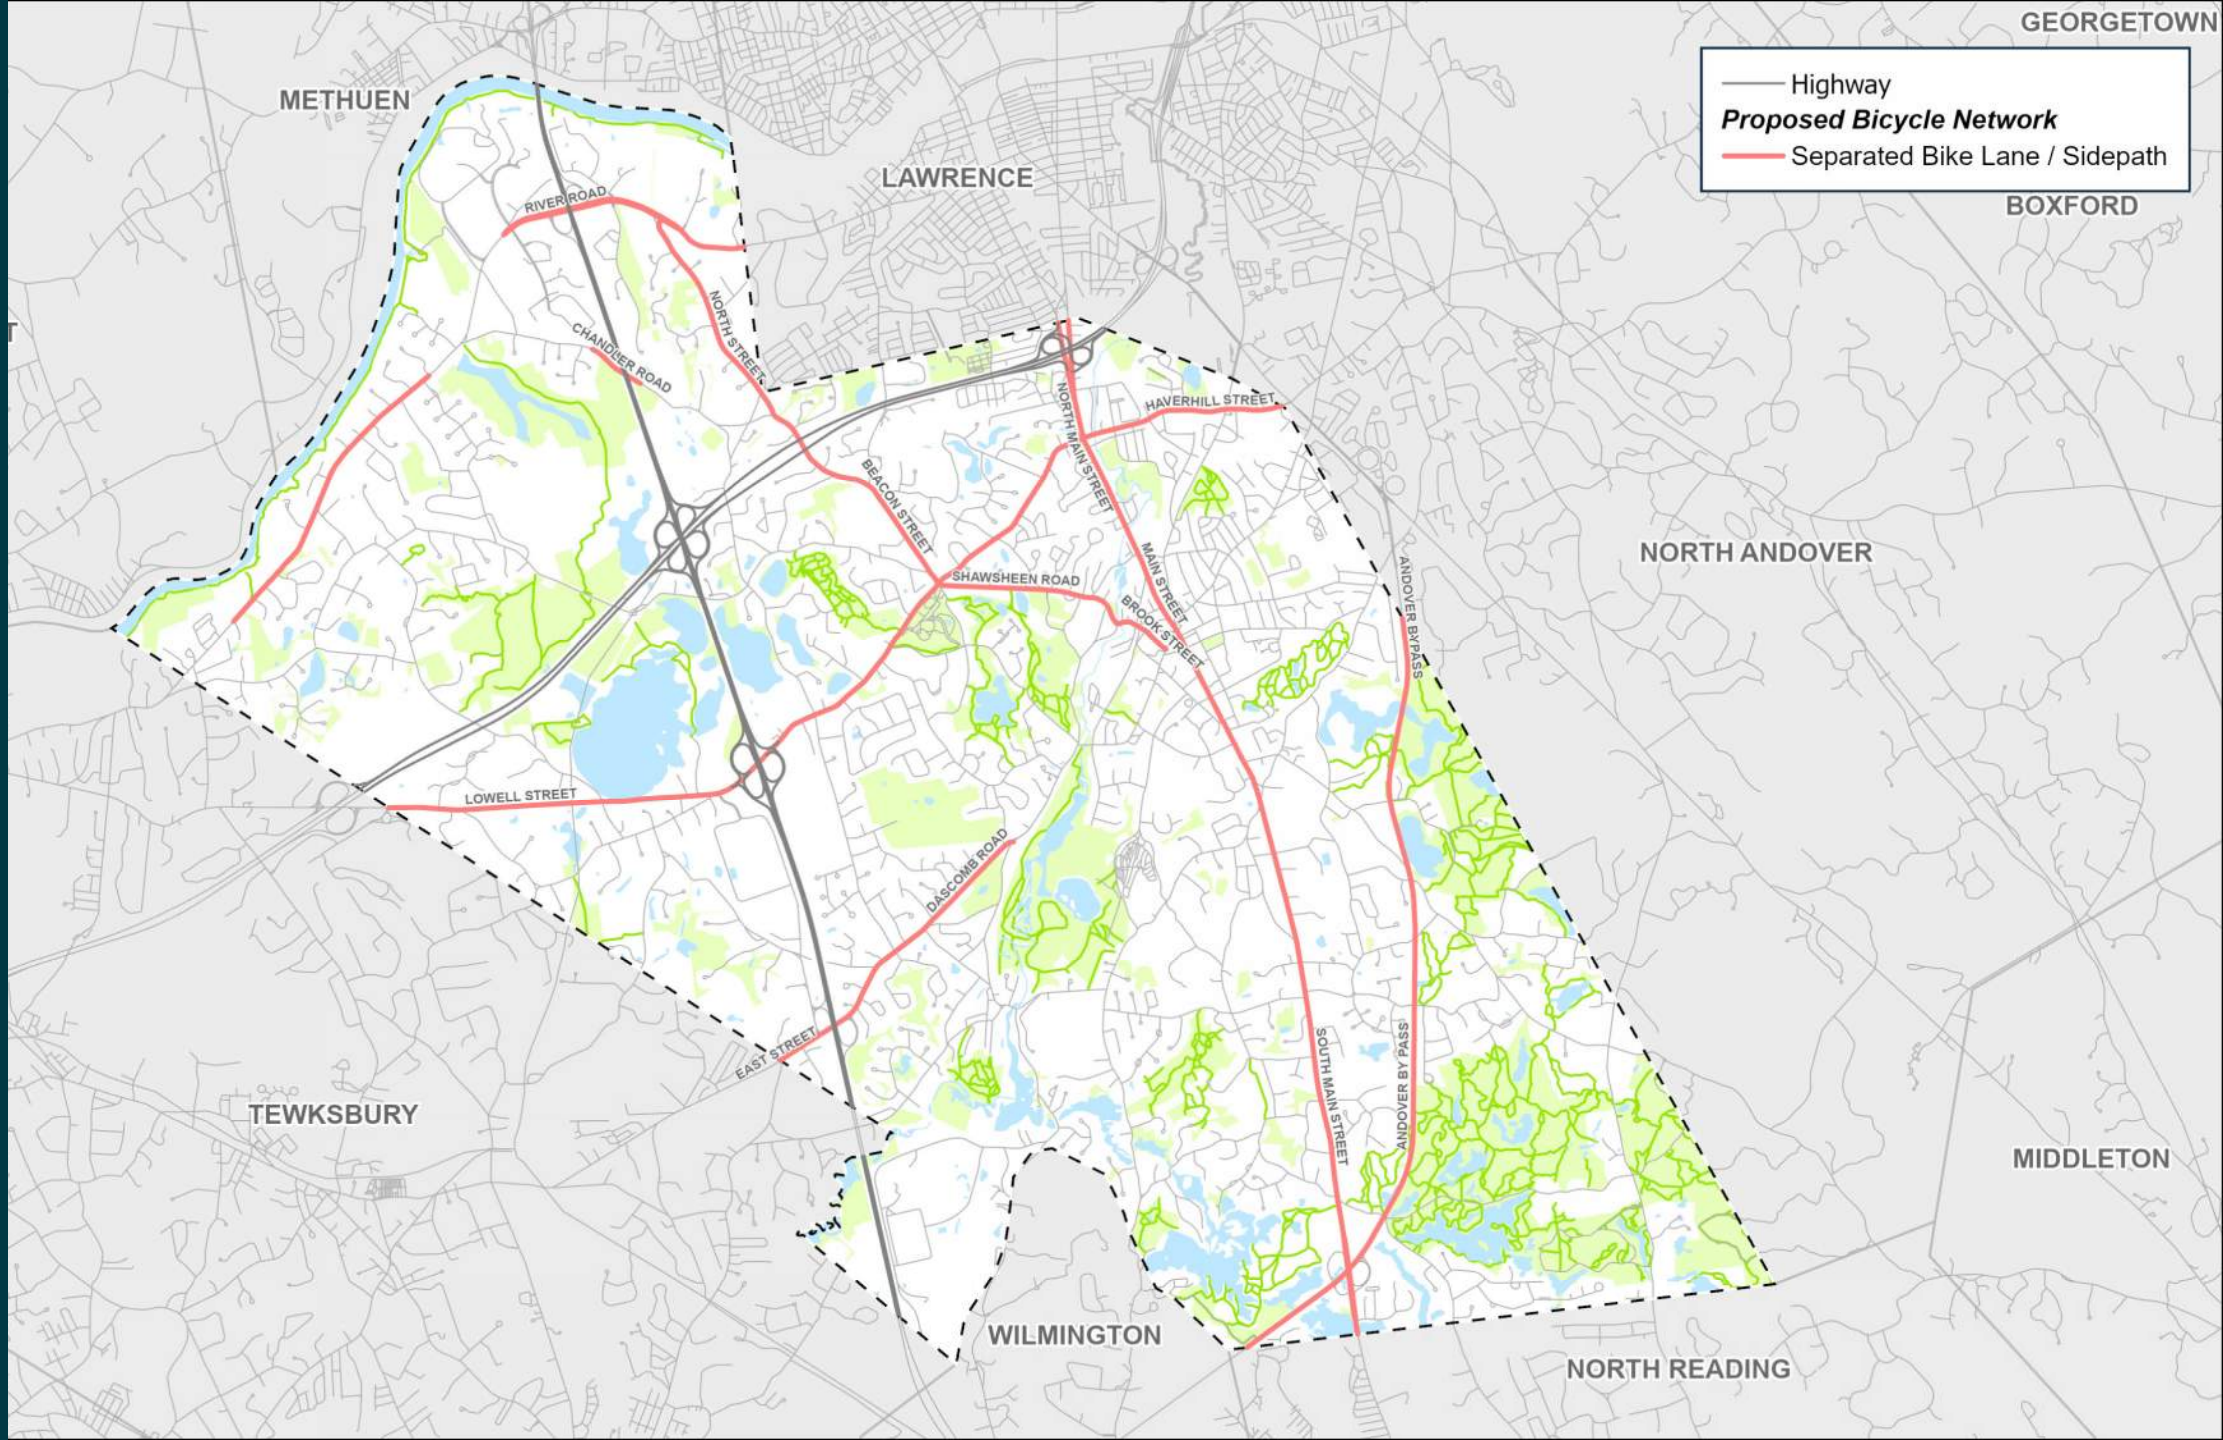 GEORGETOWN
METHUEN
Highway
Proposed Bicycle Network
Separated Bike Lane / Sidepath
LAWRENCE
BOXFORD
RIVER ROAD
T
NORTH STREET
CHANDLER ROAD
NORTH MAIN STREET
HAVERHILL STREET
BEACON STREET
NORTH ANDOVER
MAIN STREET
ANDOVER BYPASS
SHAWSHEEN ROAD
BROOK STREET
LOWELL STREET
DASCOMB ROAD
EAST STREET
SOUTH MAIN STREET
ANDOVER BY PASS
TEWKSBURY
MIDDLETON
WILMINGTON
NORTH READING